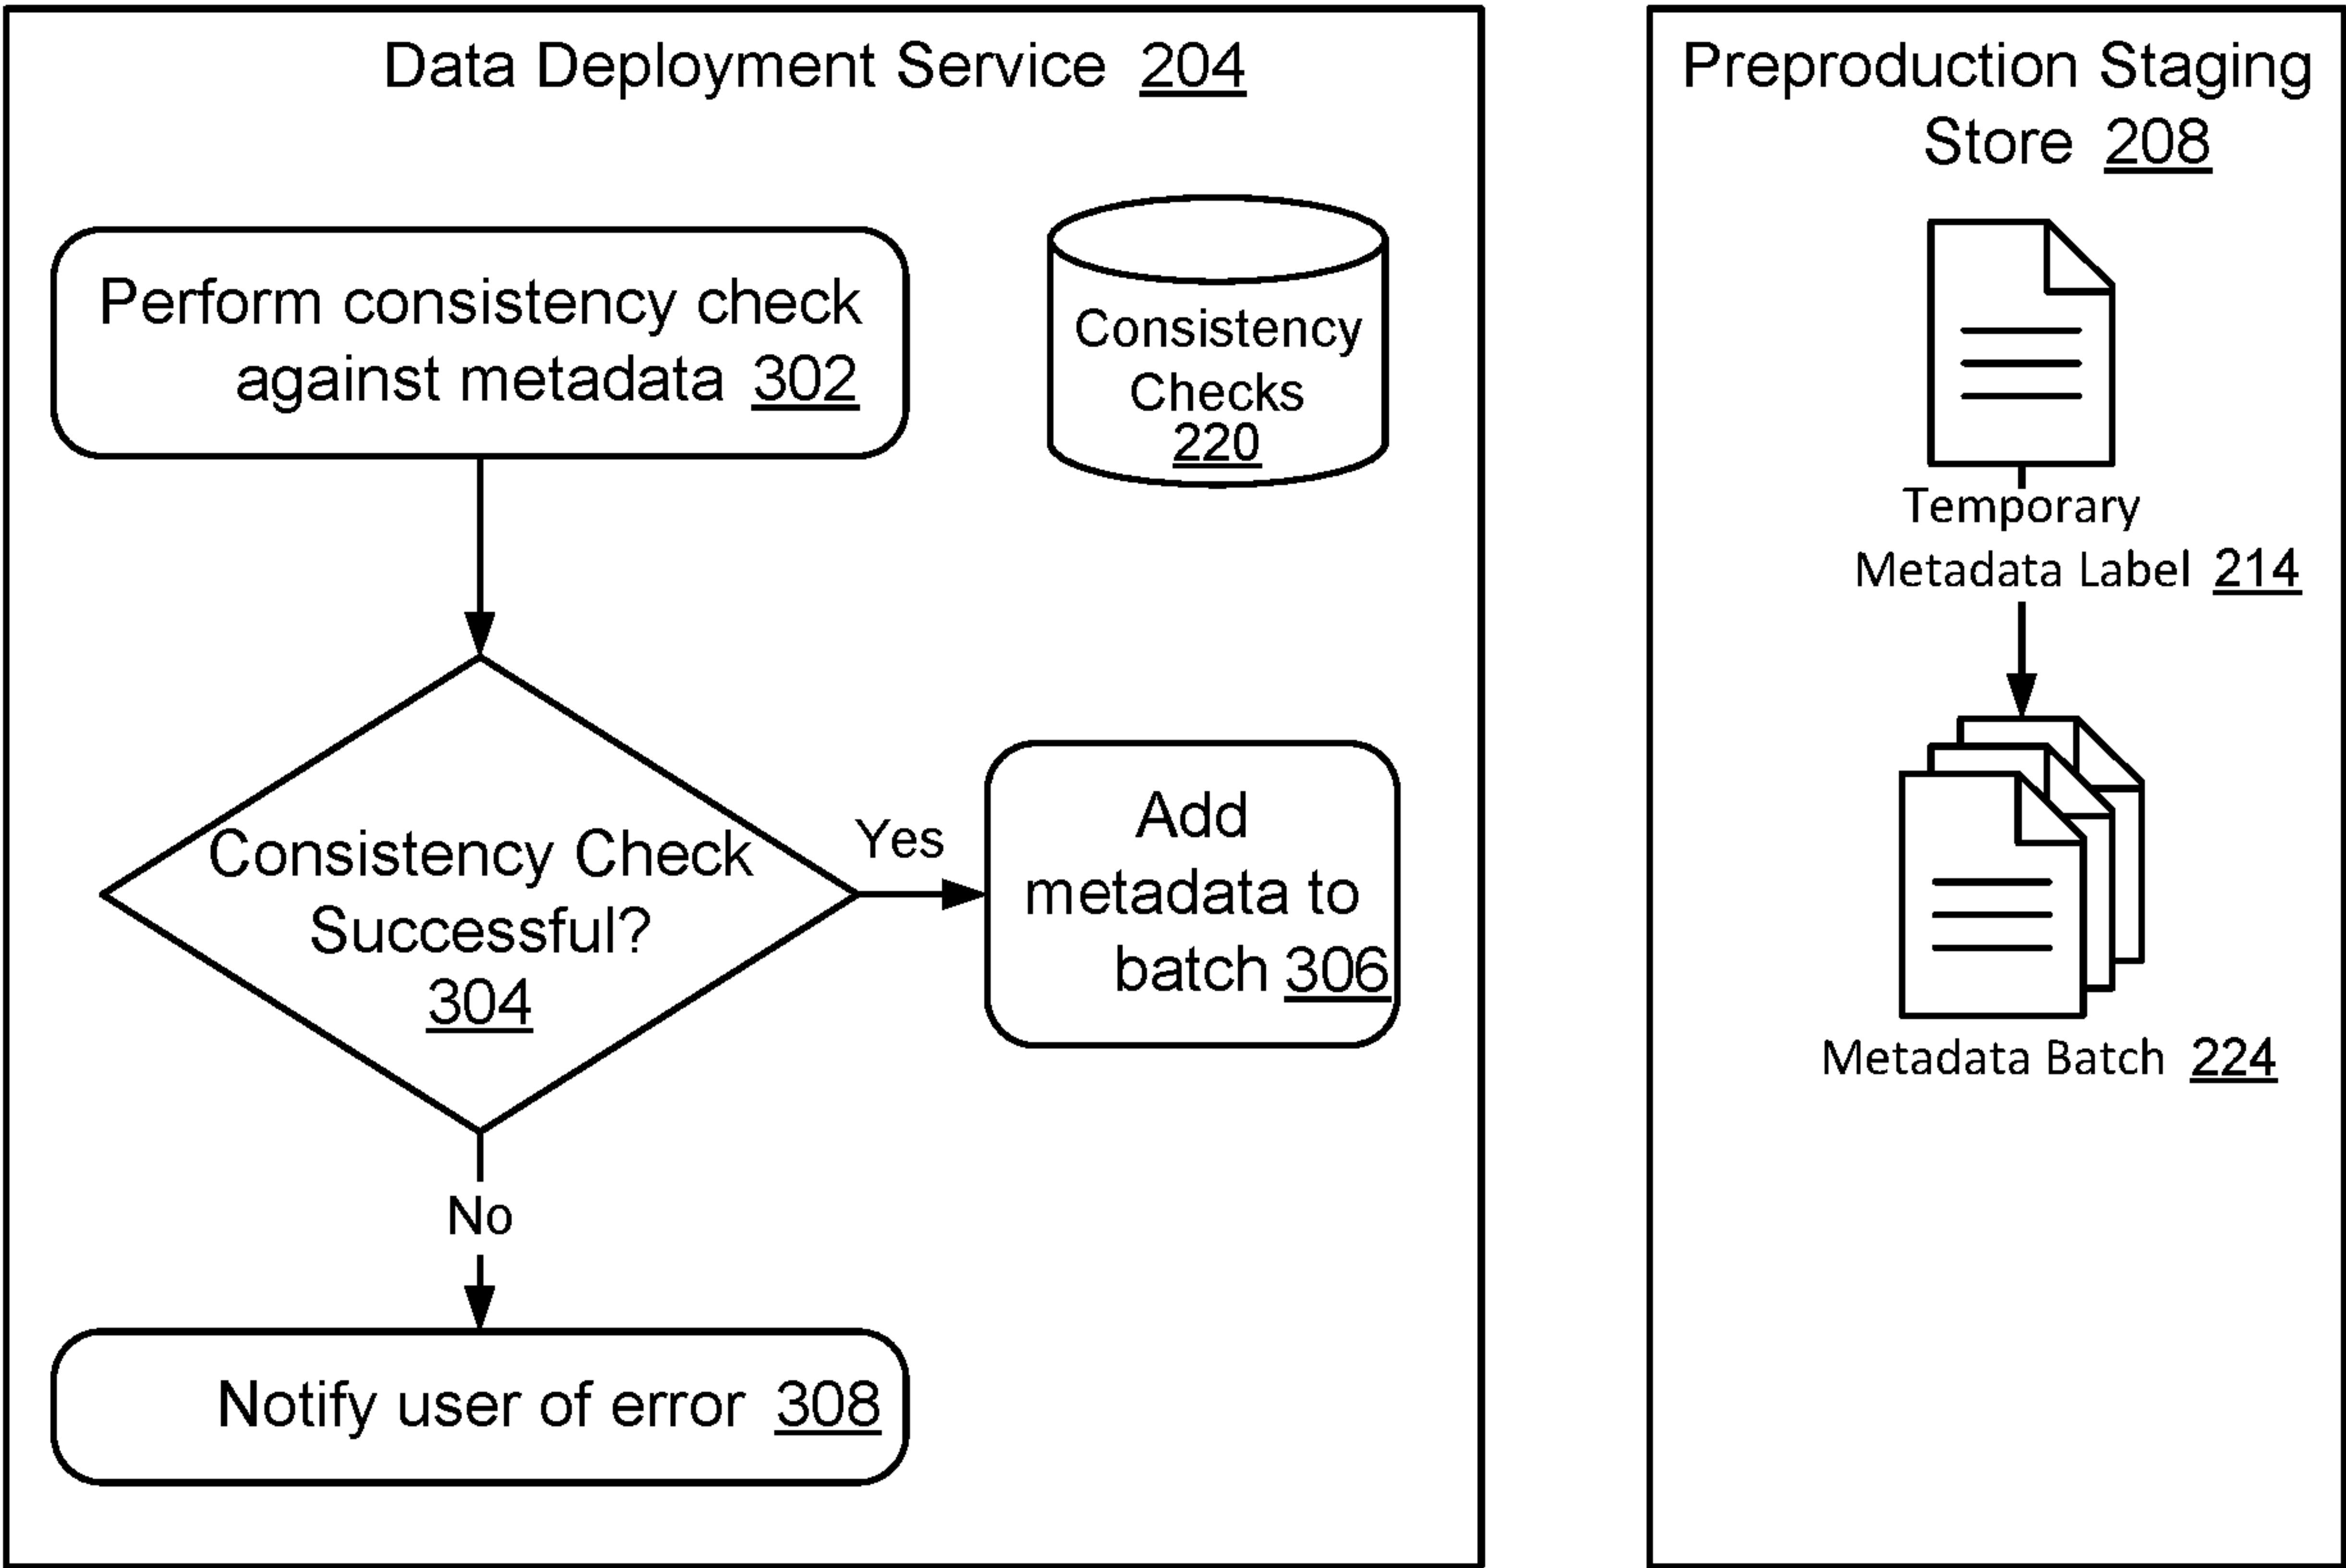 Data Deployment Service 204
Perform consistency check
against metadata 302
Consistency
Checks
220
Consistency Check
Successful?
304
Yes
Add
metadata to
batch 306
No
Notify user of error 308
Preproduction Staging
Store 208
Temporary
Metadata Label 214
Metadata Batch 224